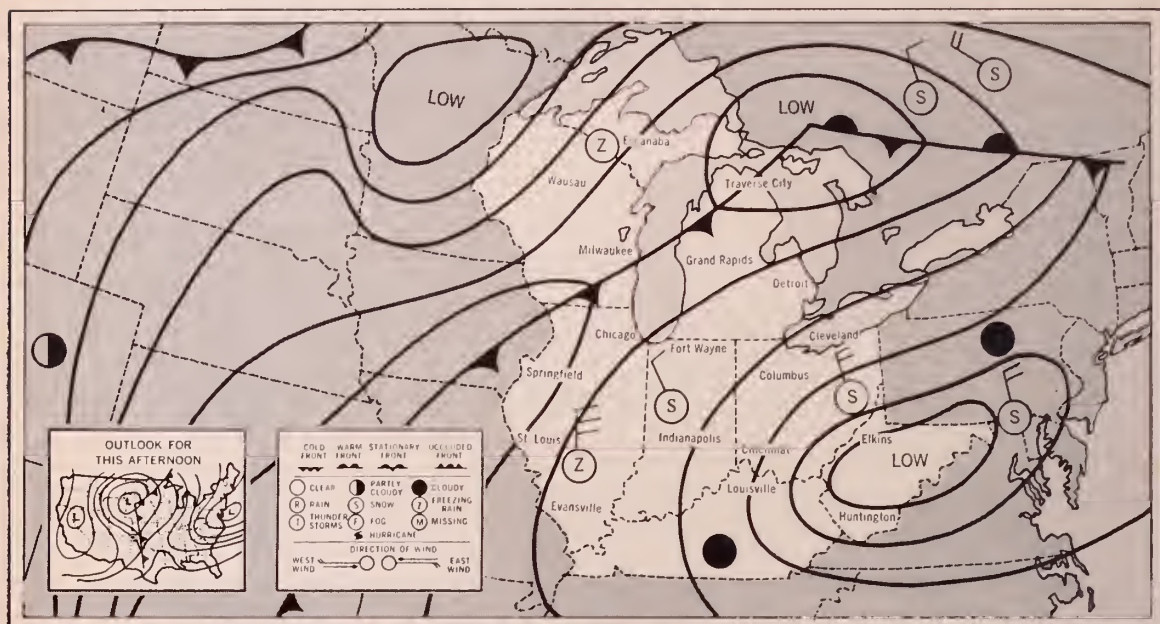 LOW
LOW
S
S
Z
Escanaba
Wausau
Traverse City
Milwaukee
Grand Rapids
Detroit
Chicago
Fort Wayne
Cleveland
Springfield
Columbus
S
S
S
St. Louis
Indianapolis
Elkins
Z
Cincinnati
LOW
Louisville
Evansville
Huntington
OUTLOOK FOR
THIS AFTERNOON
L
COLD FRONT
WARM FRONT
STATIONARY FRONT
OCCLUDED FRONT
CLEAR
PARTLY CLOUDY
CLOUDY
R RAIN
S SNOW
Z FREEZING RAIN
T THUNDER STORMS
F FOG
M MISSING
HURRICANE
DIRECTION OF WIND
WEST WIND
EAST WIND